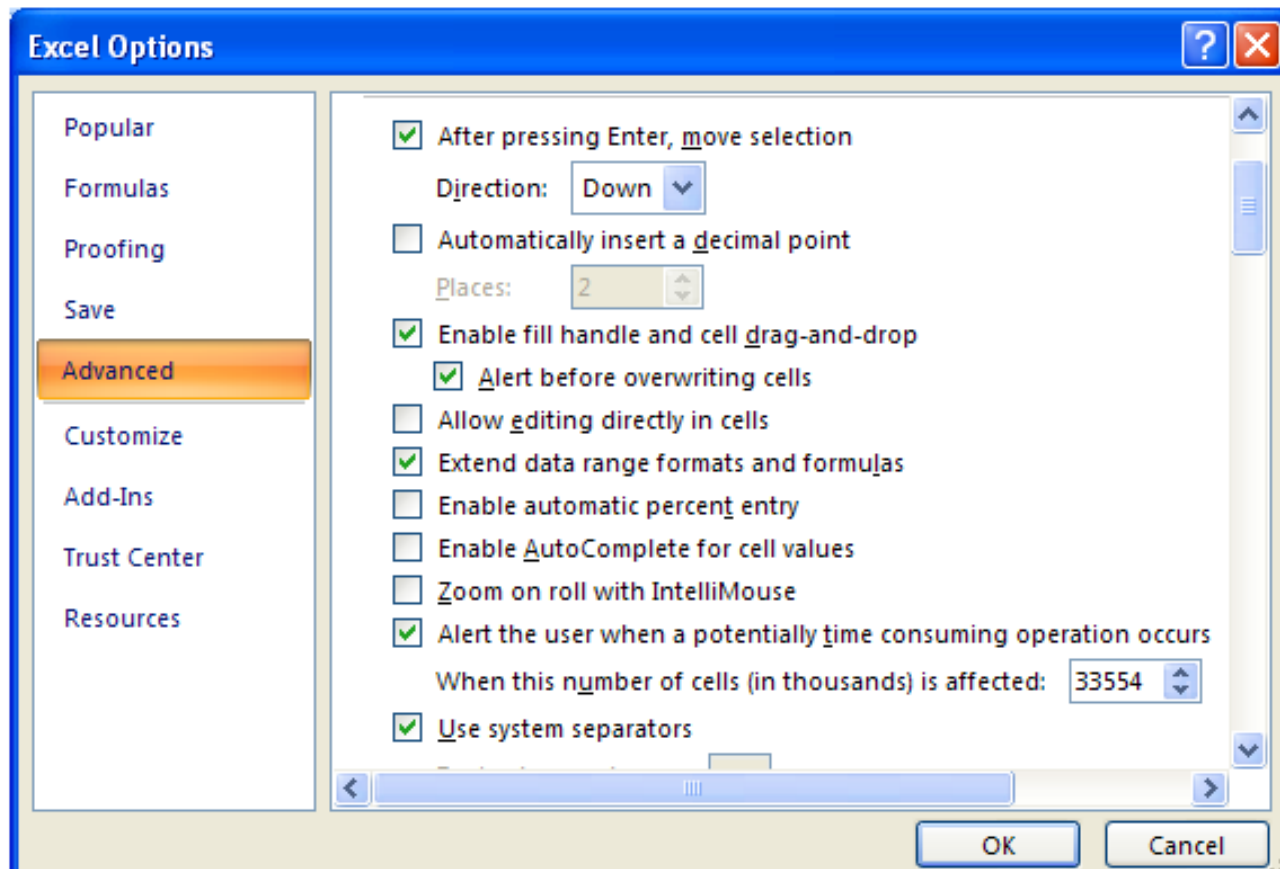 Excel Options
Popular
Formulas
Proofing
Save
Advanced
Customize
Add-Ins
Trust Center
Resources
After pressing Enter, move selection
Direction: Down
Automatically insert a decimal point
Places: 2
Enable fill handle and cell drag-and-drop
Alert before overwriting cells
Allow editing directly in cells
Extend data range formats and formulas
Enable automatic percent entry
Enable AutoComplete for cell values
Zoom on roll with IntelliMouse
Alert the user when a potentially time consuming operation occurs
When this number of cells (in thousands) is affected: 33554
Use system separators
OK Cancel